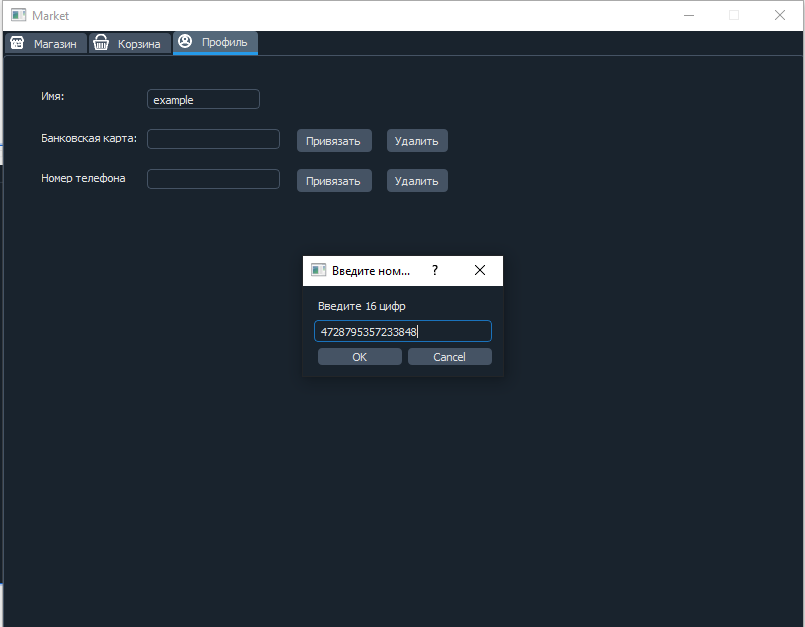 Market
Магазин Корзина Профиль
Имя: example
Банковская карта: Привязать Удалить
Номер телефона Привязать Удалить
Введите ном... ?
Введите 16 цифр
4728795357233848
OK Cancel